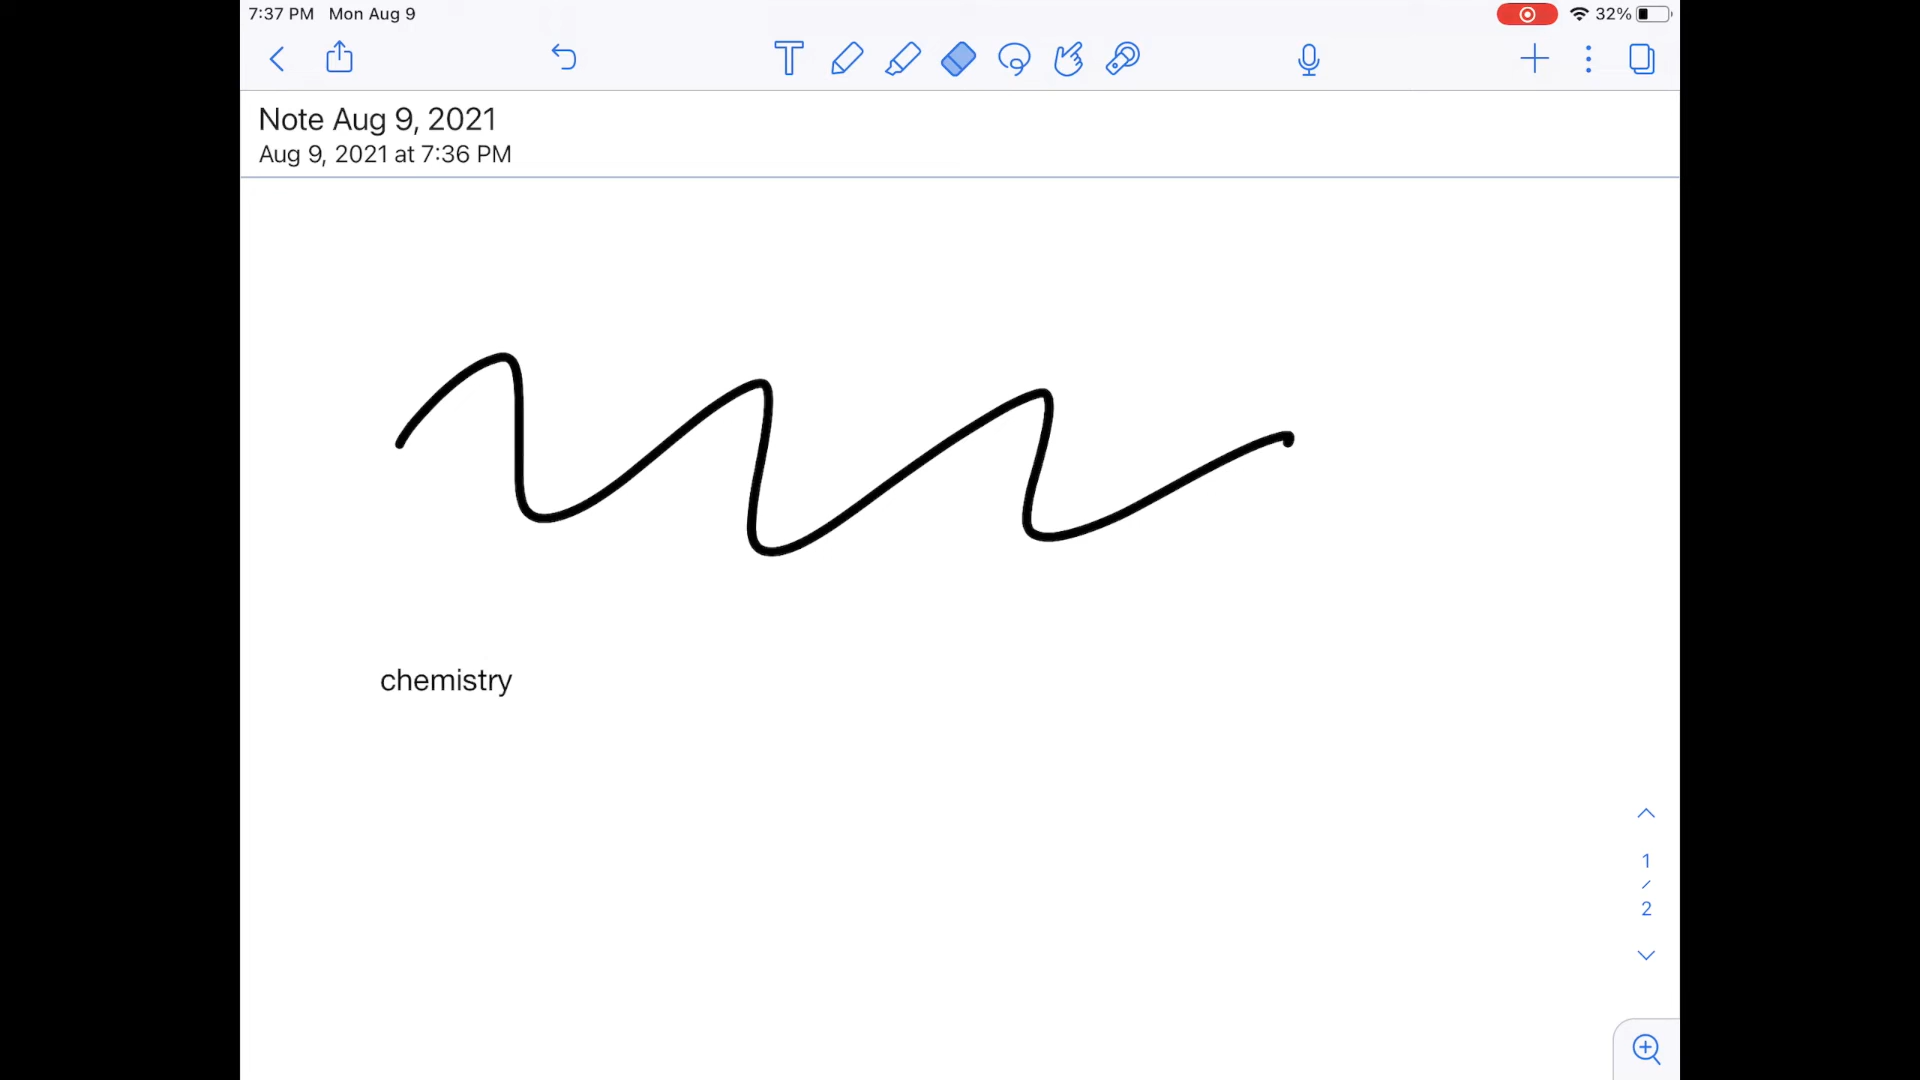 7:37 PM Mon Aug 9
32%
Note Aug 9, 2021
Aug 9, 2021 at 7:36 PM
chemistry
1
/
2